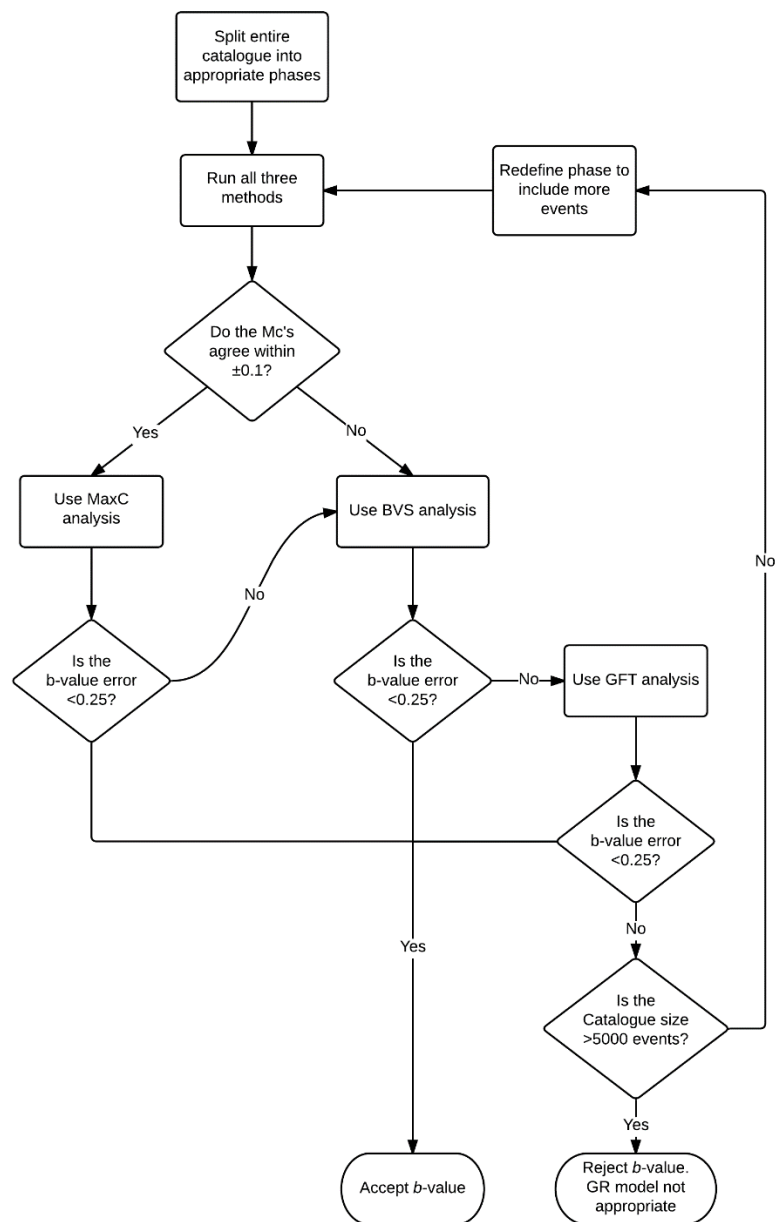 Split entire
catalogue into
appropriate phases
Run all three
methods
Redefine phase to
include more
events
Do the Mc's
agree within
±0.1?
Yes
No
Use MaxC
analysis
Use BVS analysis
No
No
Is the
b-value error
<0.25?
Is the
b-value error
<0.25?
No
Use GFT analysis
Is the
b-value error
<0.25?
No
Yes
Is the
Catalogue size
>5000 events?
Yes
Accept b-value
Reject b-value.
GR model not
appropriate